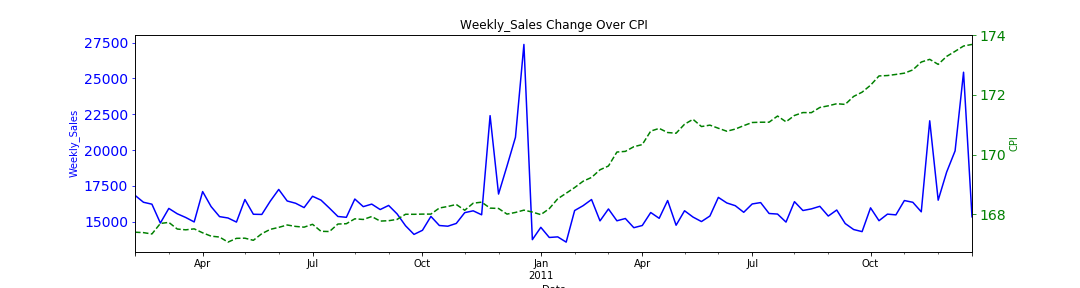 Weekly_Sales Change Over CPI
27500
25000
22500
20000
17500
15000
Weekly_Sales
174
172
170
168
CPI
Apr
Jul
Oct
Jan
2011
Apr
Jul
Oct
Date